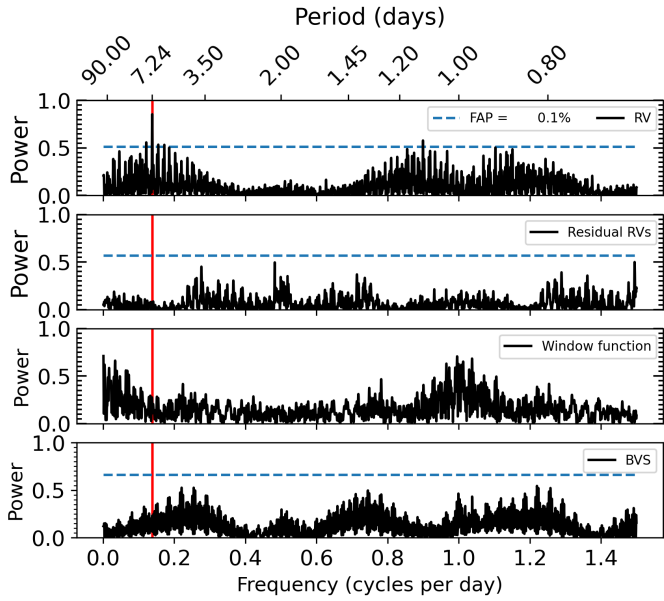 Period (days)
90.00 7.24 3.50 2.00 1.45 1.20 1.00 0.80
1.0
FAP = 0.1% RV
Power
0.5
0.0
1.0
Residual RVs
Power
0.5
0.0
1.0
Window function
Power
0.5
0.0
1.0
BVS
Power
0.5
0.0
0.0 0.2 0.4 0.6 0.8 1.0 1.2 1.4
Frequency (cycles per day)